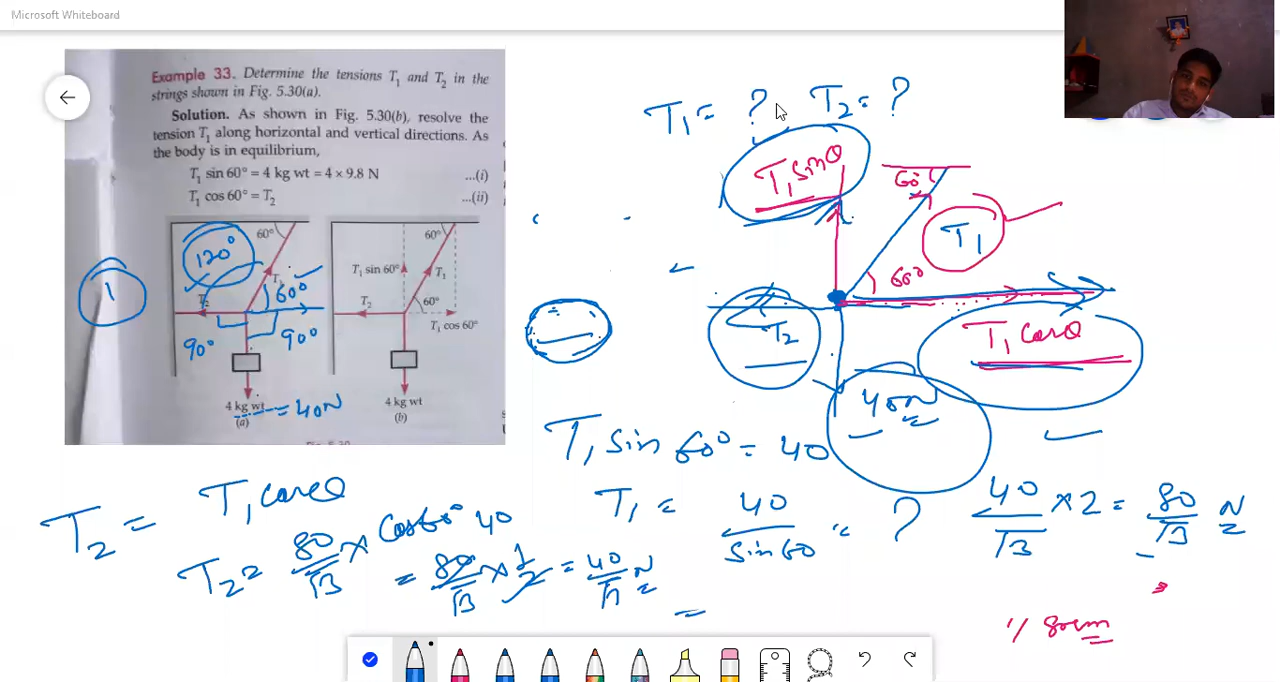 Microsoft Whiteboard
Example 33. Determine the tensions T₁ and T₂ in the
strings shown in Fig. 5.30(a).
Solution. As shown in Fig. 5.30(b), resolve the
tension T₁ along horizontal and vertical directions. As
the body is in equilibrium,
T₁ sin 60° = 4 kg wt = 4 × 9.8 N ...(i)
T₁ cos 60° = T₂ ...(ii)
60°
120°
60°
T₂
90°
90°
4 kg wt = 40N
(a)
60°
T₁ sin 60°
T₁
T₂
60°
T₁ cos 60°
4 kg wt
(b)
1
T₁ = ? T₂ = ?
T₁ sinθ
60°
T₁
60°
T₂
T₁ cosθ
40N
T₁ sin 60° = 40
T₁ = 40/sin 60 = ? 40/√3 × 2 = 80/√3 N
T₂ = T₁ cosθ
T₂ = 80/√3 × cos60°
= 80/√3 × 1/2 = 40/√3 N
=
40